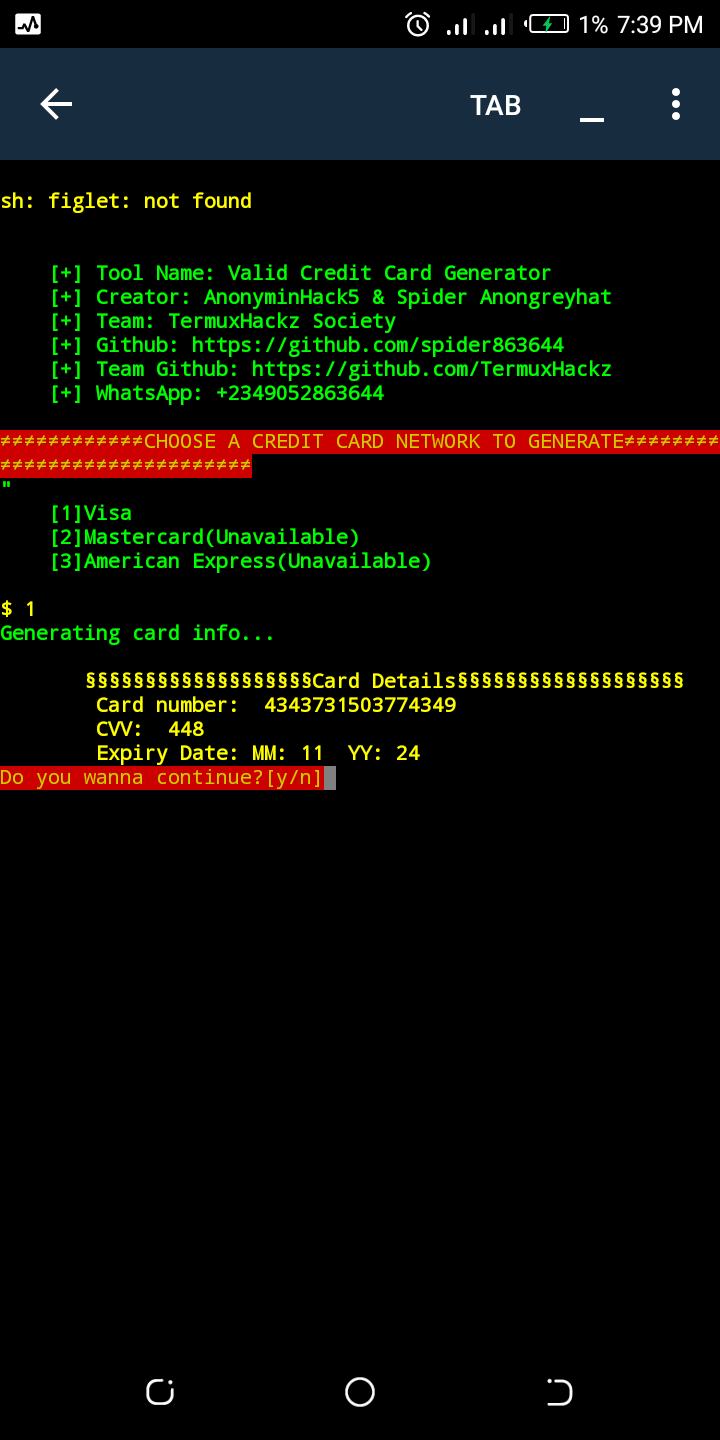 1% 7:39 PM
TAB
sh: figlet: not found
[+] Tool Name: Valid Credit Card Generator
[+] Creator: AnonyminHack5 & Spider Anongreyhat
[+] Team: TermuxHackz Society
[+] Github: https://github.com/spider863644
[+] Team Github: https://github.com/TermuxHackz
[+] WhatsApp: +2349052863644
≠≠≠≠≠≠≠≠≠≠≠≠CHOOSE A CREDIT CARD NETWORK TO GENERATE≠≠≠≠≠≠≠≠
≠≠≠≠≠≠≠≠≠≠≠≠≠≠≠≠≠≠≠≠≠
"
[1]Visa
[2]Mastercard(Unavailable)
[3]American Express(Unavailable)
$ 1
Generating card info...
§§§§§§§§§§§§§§§§§§§Card Details§§§§§§§§§§§§§§§§§§§
Card number:  4343731503774349
CVV:  448
Expiry Date: MM: 11  YY: 24
Do you wanna continue?[y/n]